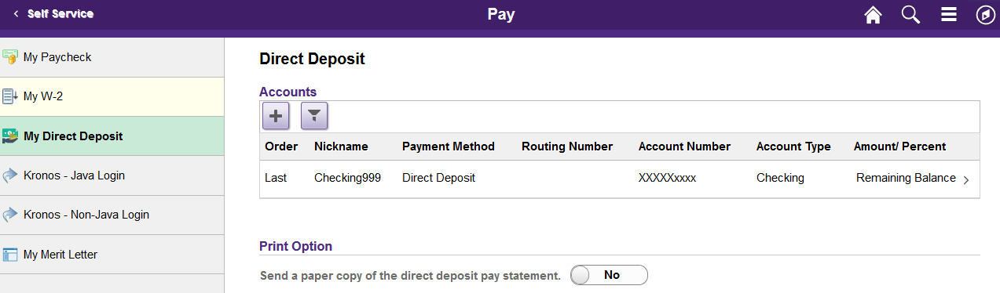 Self Service
Pay
My Paycheck
My W-2
My Direct Deposit
Kronos - Java Login
Kronos - Non-Java Login
My Merit Letter
Direct Deposit
Accounts
Order Nickname Payment Method Routing Number Account Number Account Type Amount/ Percent
Last Checking999 Direct Deposit XXXXXxxxx Checking Remaining Balance
Print Option
Send a paper copy of the direct deposit pay statement. No